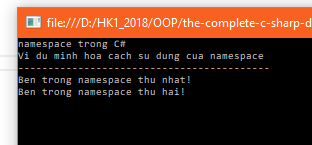 file:///D:/HK1_2018/OOP/the-complete-c-sharp-d
namespace trong C#
Vi du minh hoa cach su dung cua namespace
------------------------------------------
Ben trong namespace thu nhat!
Ben trong namespace thu hai!